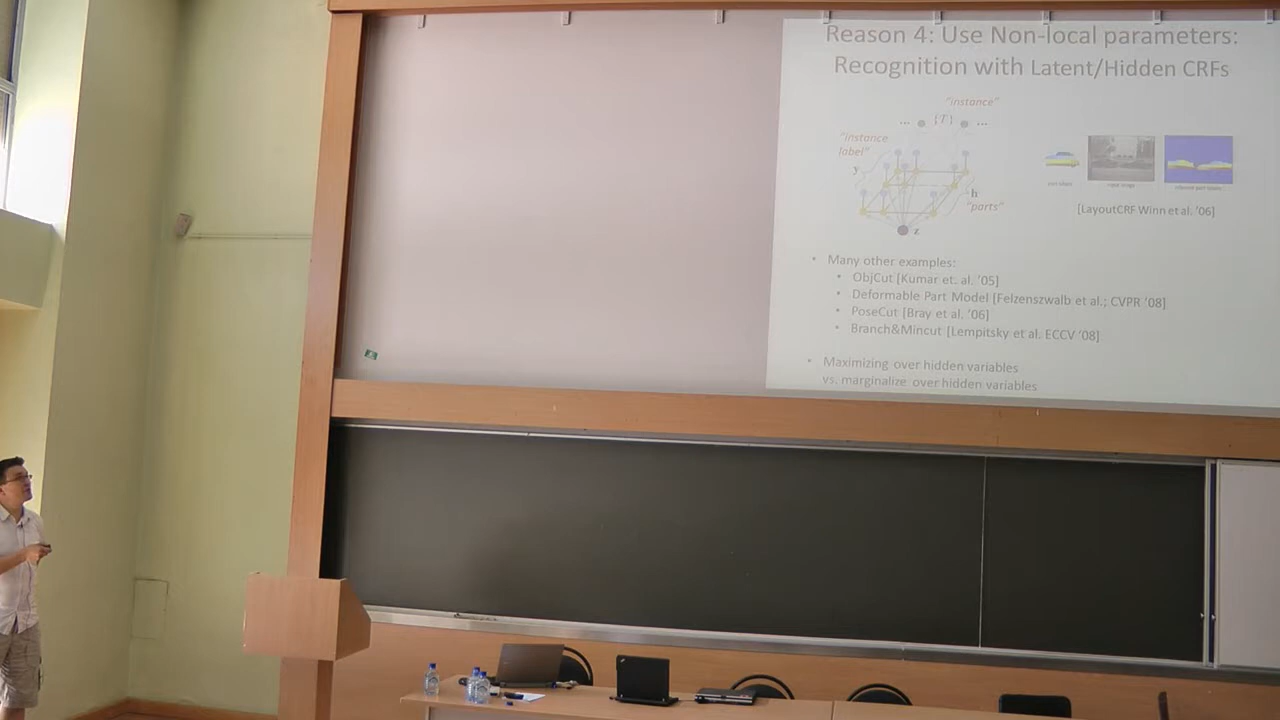 Reason 4: Use Non-local parameters:
Recognition with Latent/Hidden CRFs
"instance"
... {T} ...
"instance
label"
y
h
"parts"
z
[LayoutCRF Winn et al. '06]
• Many other examples:
• ObjCut [Kumar et. al. '05]
• Deformable Part Model [Felzenszwalb et al.; CVPR '08]
• PoseCut [Bray et al. '06]
• Branch&Mincut [Lempitsky et al. ECCV '08]
• Maximizing over hidden variables
vs. marginalize over hidden variables